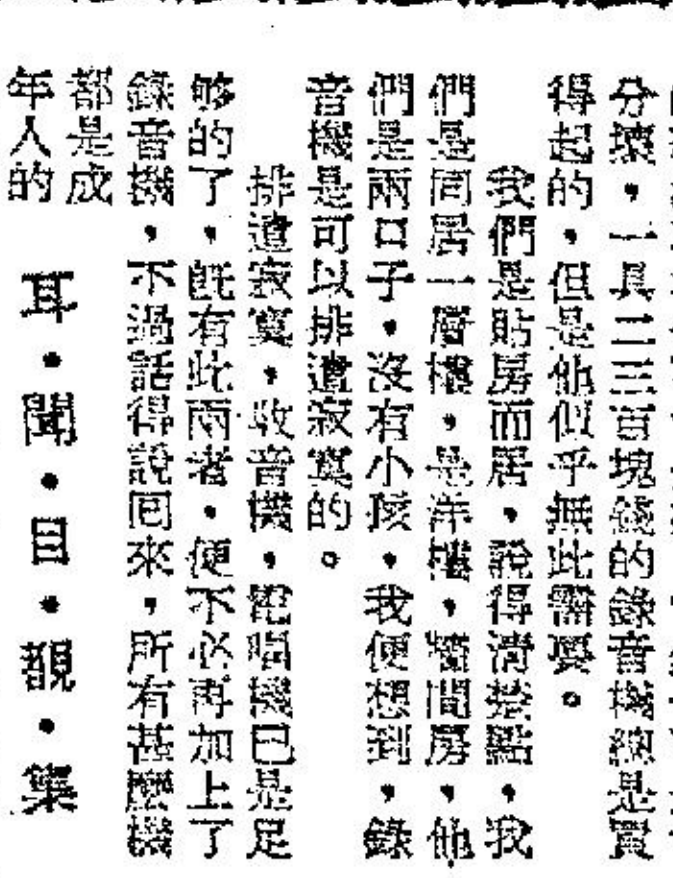 分壞，一具二三百塊錢的錄音機總是買
得起的，但是他似乎無此需要。
我們是貼房而居，說得清楚點，我
們是同居一層樓，是洋樓，牆間房，他
們是兩口子，沒有小孩，我便想到，錄
音機是可以排遣寂寞的。
排遣寂寞，收音機，電唱機已是足
够的了，旣有此兩者，便不必再加上了
錄音機，不過話得說回來，所有甚麼機
都是成
年人的
耳•聞•目•覩•集